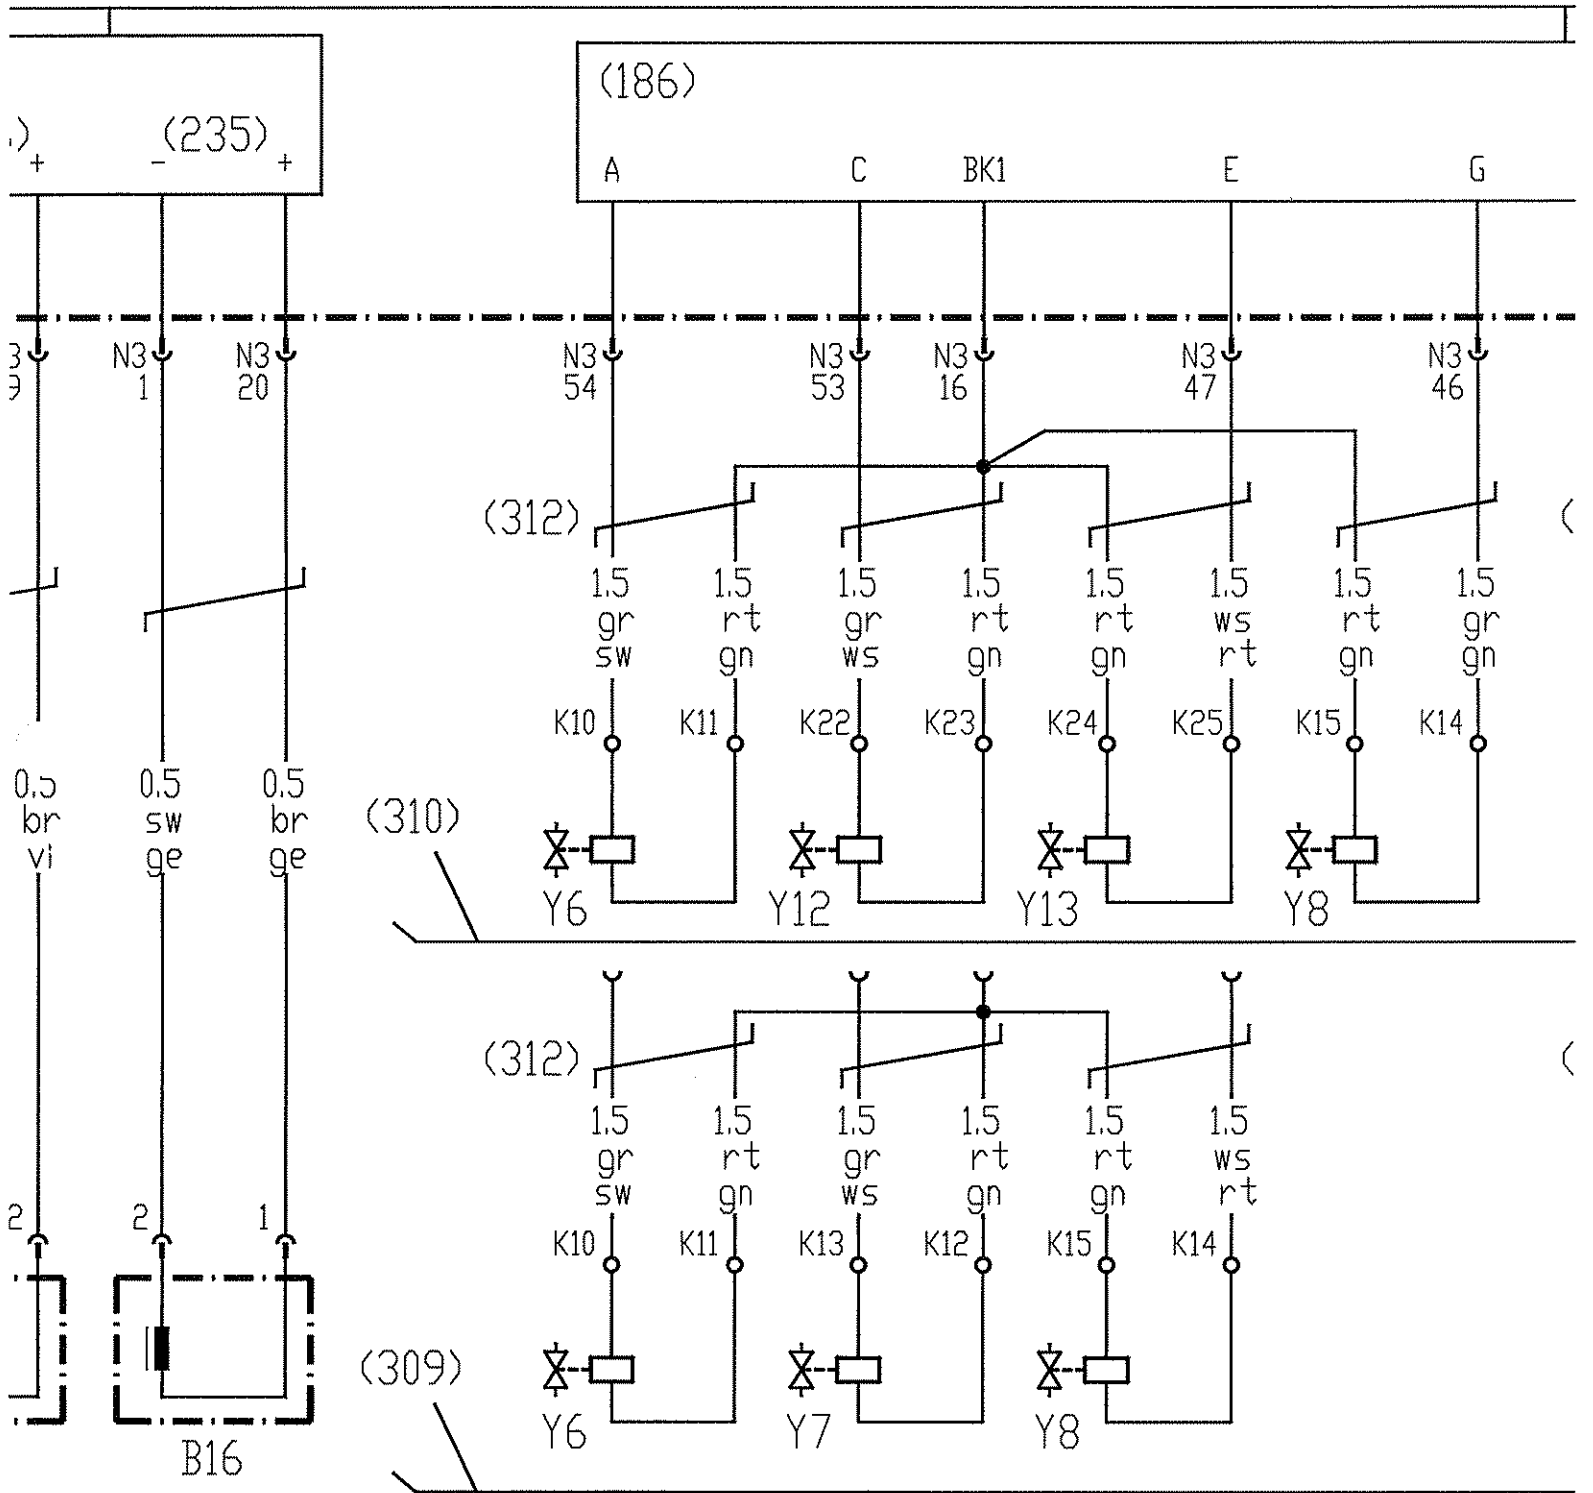 (186)
(235)
+ - +
A C BK1 E G
N3 N3 N3 N3 N3 N3 N3
1 20 54 53 16 47 46
(312)
1.5 1.5 1.5 1.5 1.5 1.5 1.5 1.5
gr rt gr rt rt ws rt gr
sw gn ws gn gn rt gn gn
K10 K11 K22 K23 K24 K25 K15 K14
0.5 0.5 0.5
br sw br
vi ge ge
(310)
Y6 Y12 Y13 Y8
(312)
1.5 1.5 1.5 1.5 1.5 1.5
gr rt gr rt rt ws
sw gn ws gn gn rt
2 2 1
K10 K11 K13 K12 K15 K14
(309)
Y6 Y7 Y8
B16